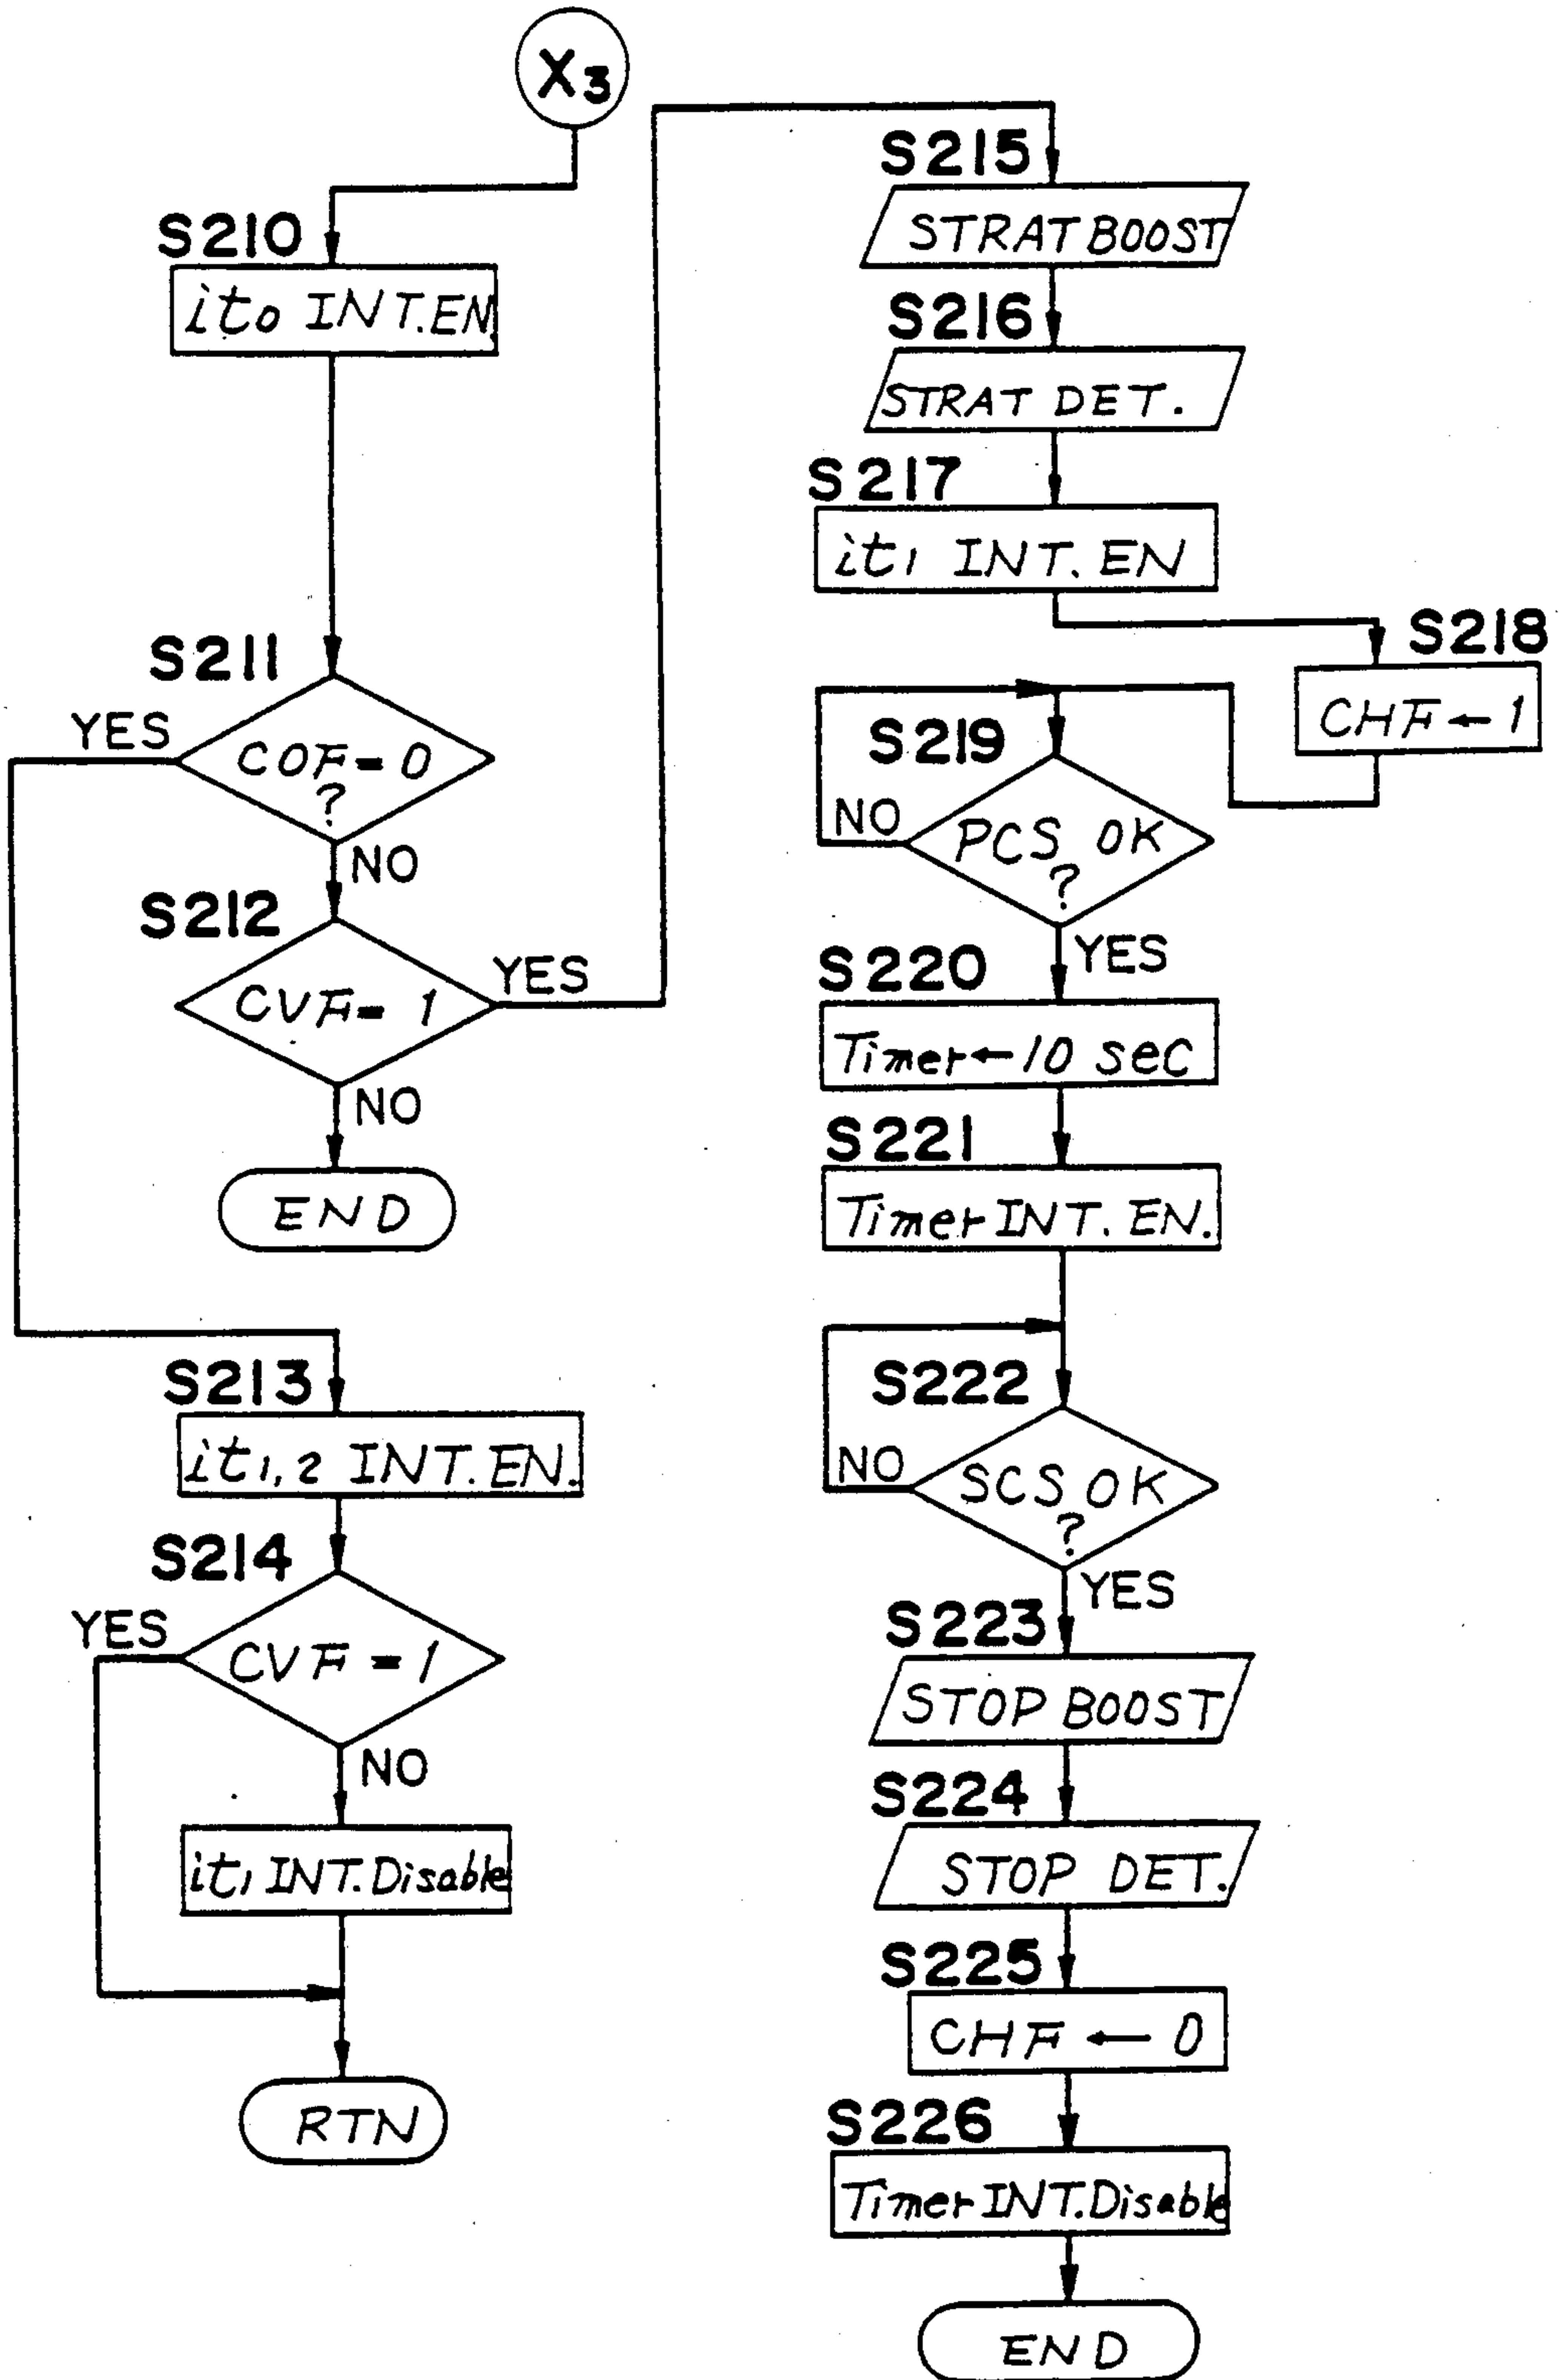 X3
S210
it0 INT.EN
S211
YES
COF=0
?
NO
S212
YES
CVF=1
NO
END
S213
it1,2 INT.EN.
S214
YES
CVF=1
NO
it1 INT.Disable
RTN
S215
STRAT BOOST
S216
STRAT DET.
S217
it1 INT. EN
S218
CHF←1
S219
NO
PCS OK
?
YES
S220
Timer←10 sec
S221
Timer INT. EN.
S222
NO
SCS OK
?
YES
S223
STOP BOOST
S224
STOP DET.
S225
CHF ← 0
S226
Timer INT.Disable
END